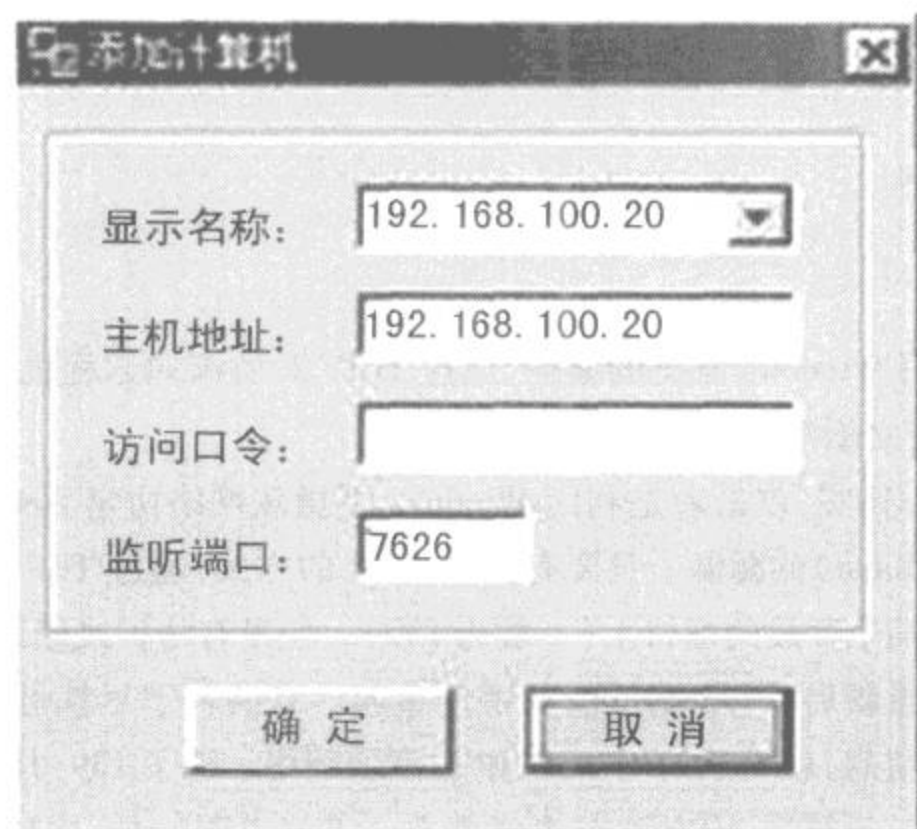 添加计算机
显示名称: 192.168.100.20
主机地址: 192.168.100.20
访问口令:
监听端口: 7626
确 定 取 消